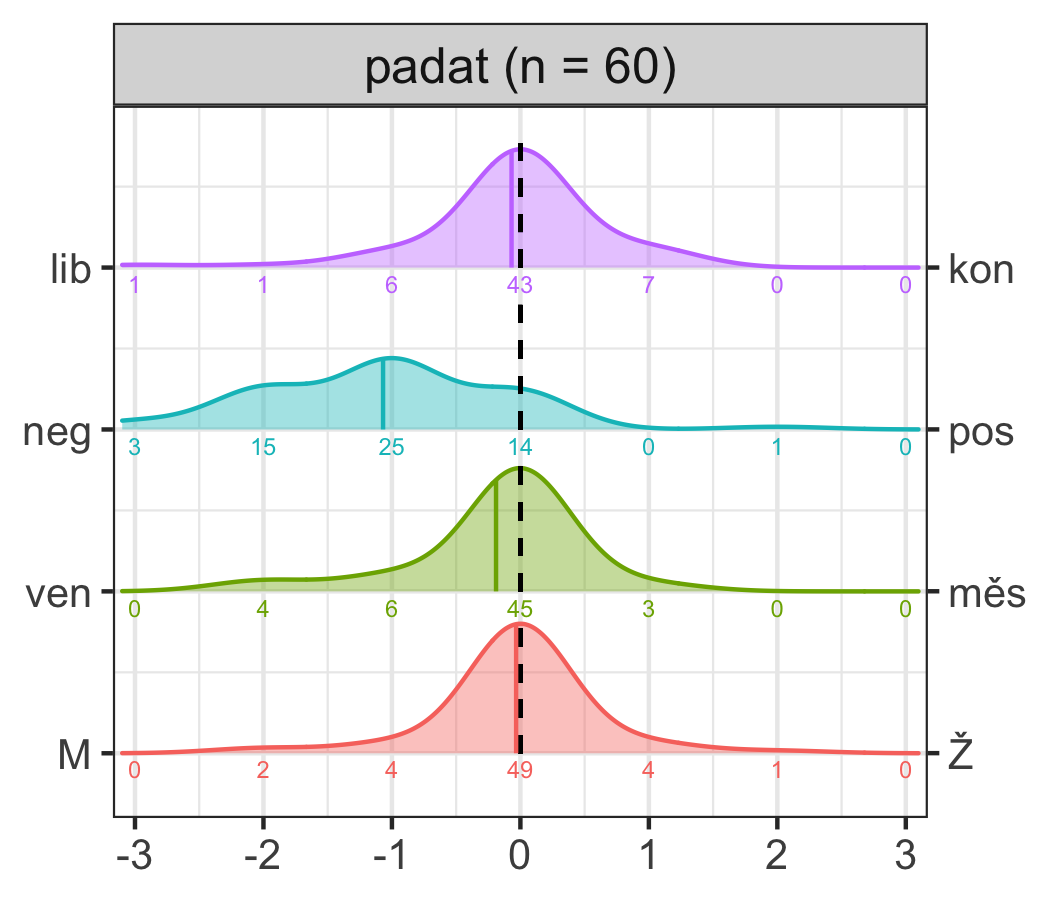 padat (n = 60)
lib kon
1 1 6 43 7 0 0
neg pos
3 15 25 14 0 1 0
ven měs
0 4 6 45 3 0 0
M Ž
0 2 4 49 4 1 0
-3 -2 -1 0 1 2 3